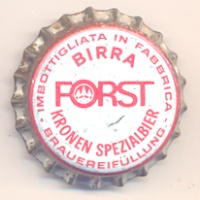 IMBOTTIGLIATA IN FABBRICA
BIRRA
FORST
KRONEN SPEZIALBIER
BRAUEREIFÜLLUNG